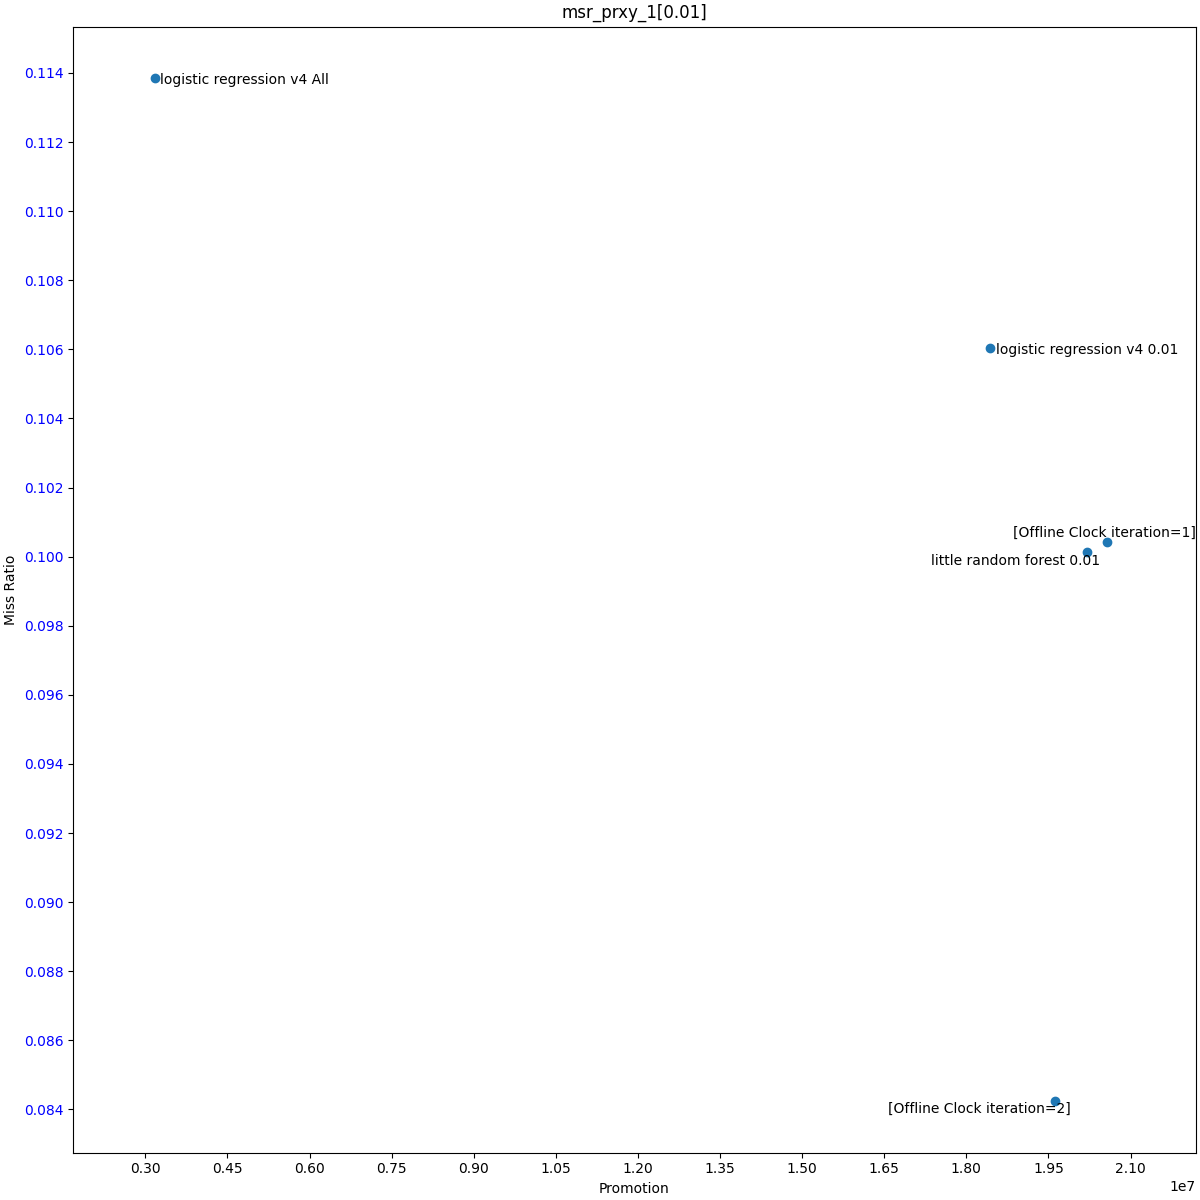 msr_prxy_1[0.01]
0.114
logistic regression v4 All
0.112
0.110
0.108
0.106
logistic regression v4 0.01
0.104
0.102
[Offline Clock iteration=1]
0.100
little random forest 0.01
Miss Ratio
0.098
0.096
0.094
0.092
0.090
0.088
0.086
0.084
[Offline Clock iteration=2]
0.30 0.45 0.60 0.75 0.90 1.05 1.20 1.35 1.50 1.65 1.80 1.95 2.10
Promotion
1e7